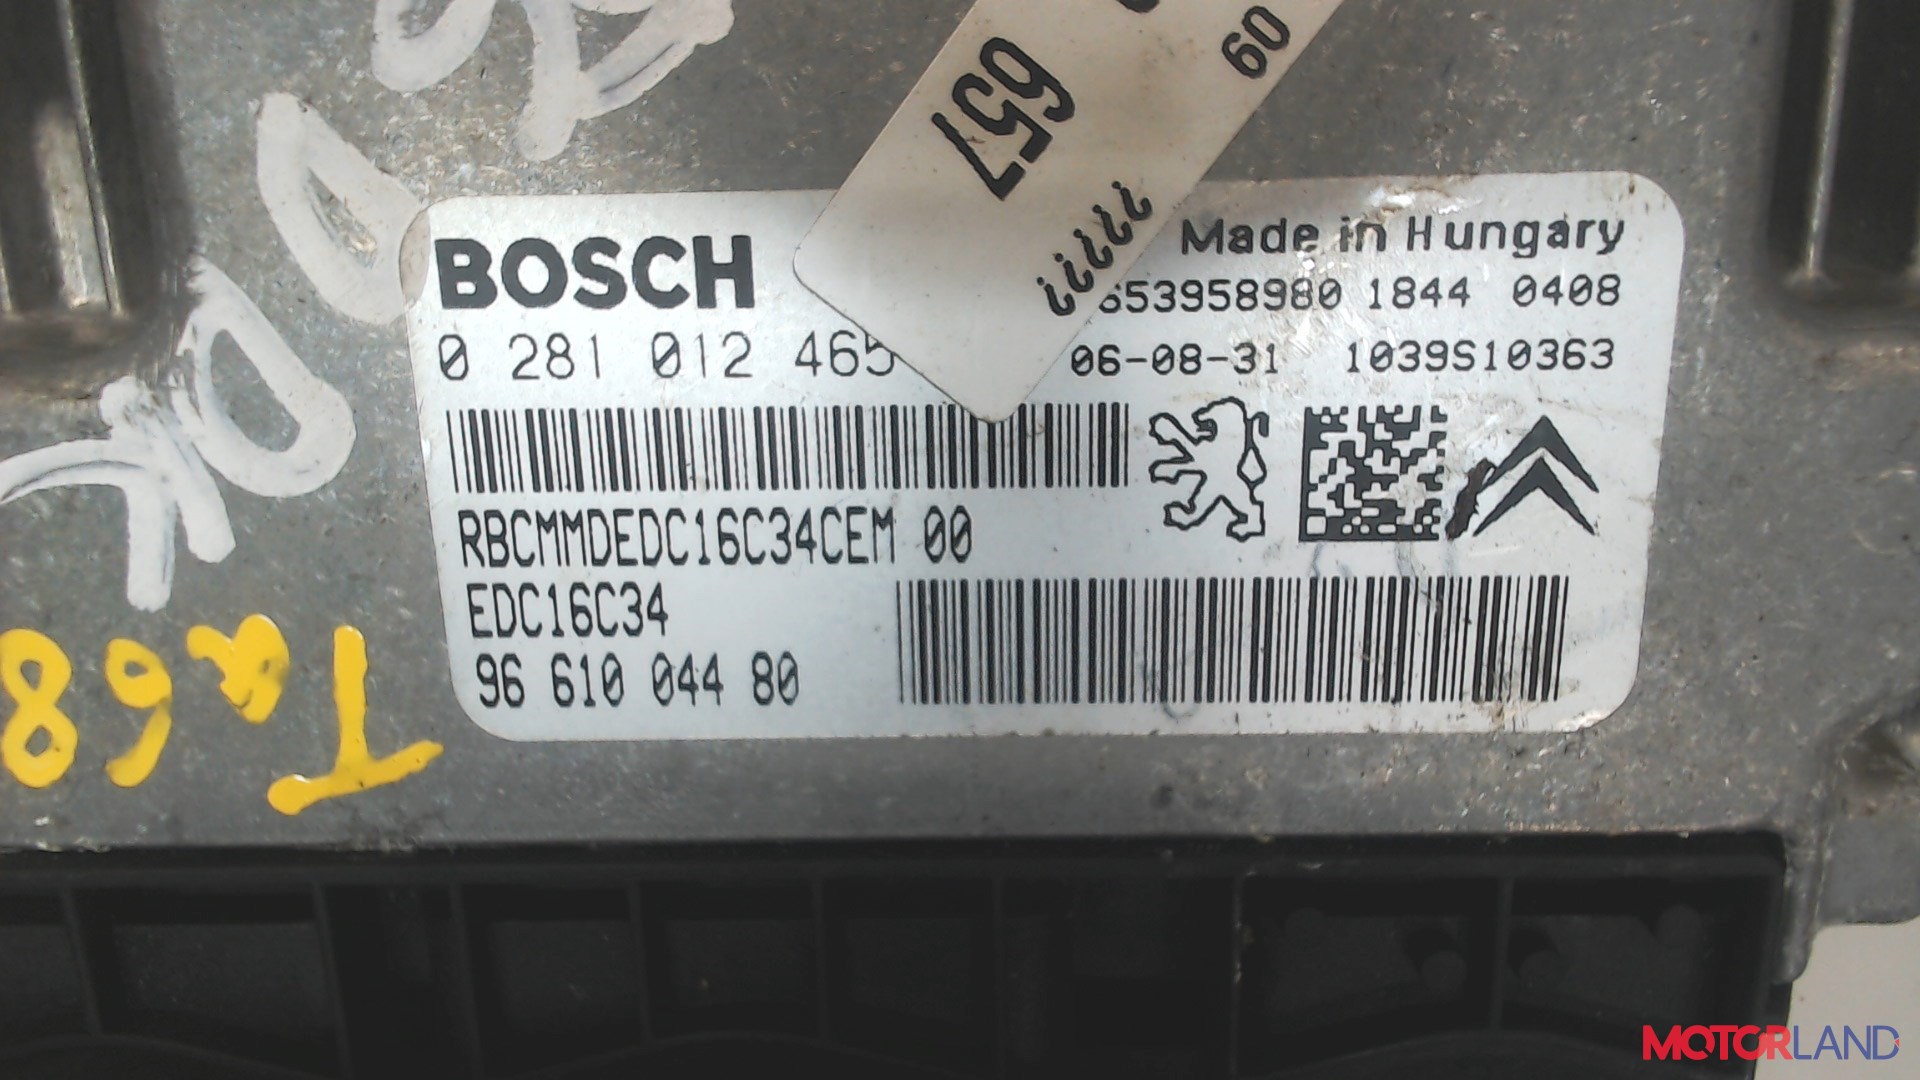 657
60
????
BOSCH
Made in Hungary
653958980 1844 0408
0 281 012 465
06-08-31 1039S10363
RBCMMDEDC16C34CEM 00
EDC16C34
96 610 044 80
OK
MOTORLAND